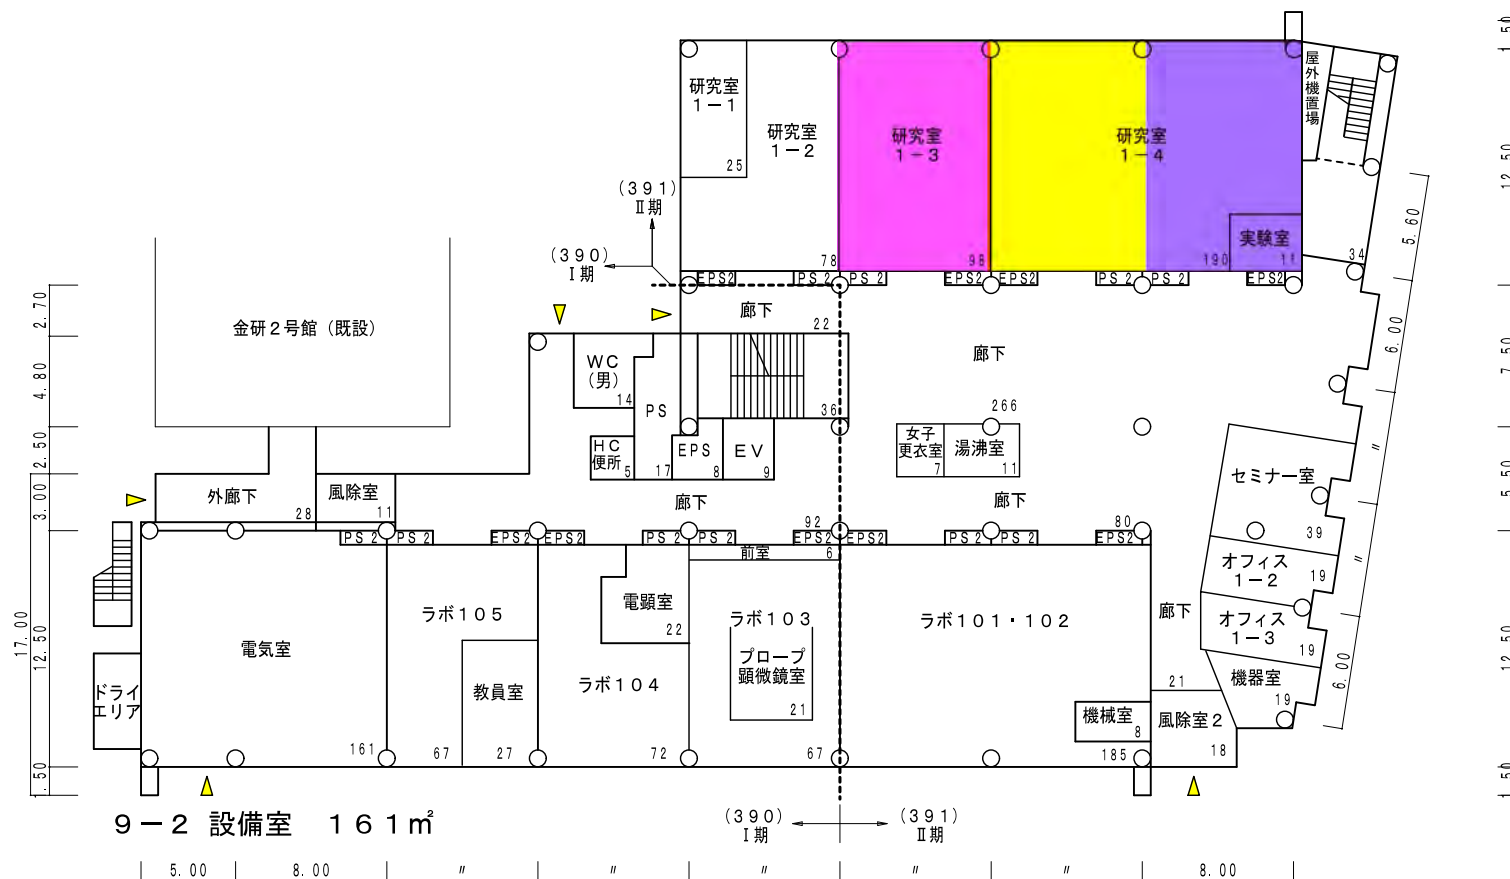 研究室
1-1
25
研究室
1-2
78
研究室
1-3
98
研究室
1-4
190
実験室
11
屋外機置場
34
(391)
Ⅱ期
(390)
Ⅰ期
EPS2
PS 2
PS 2
EPS2
EPS2
PS 2
PS 2
EPS2
金研2号館(既設)
廊下
22
廊下
266
WC
(男)
14
PS
17
36
HC
便所
5
EPS
8
EV
9
女子
更衣室
7
湯沸室
11
セミナー室
39
外廊下
28
風除室
11
廊下
92
廊下
80
PS 2
PS 2
EPS2
EPS2
PS 2
PS 2
EPS2
EPS2
PS 2
PS 2
EPS2
前室
6
電気室
161
ラボ105
67
教員室
27
電顕室
22
ラボ104
72
ラボ103
67
プローブ
顕微鏡室
21
ラボ101・102
185
機械室
8
廊下
21
オフィス
1-2
19
オフィス
1-3
19
機器室
19
風除室2
18
ドライ
エリア
9-2 設備室 161㎡
(390)
Ⅰ期
(391)
Ⅱ期
5.00
8.00
〃
〃
〃
〃
〃
8.00
2.70
4.80
2.50
3.00
12.50
17.00
1.50
5.60
6.00
〃
〃
6.00
1.50
12.50
7.50
5.50
12.50
1.50